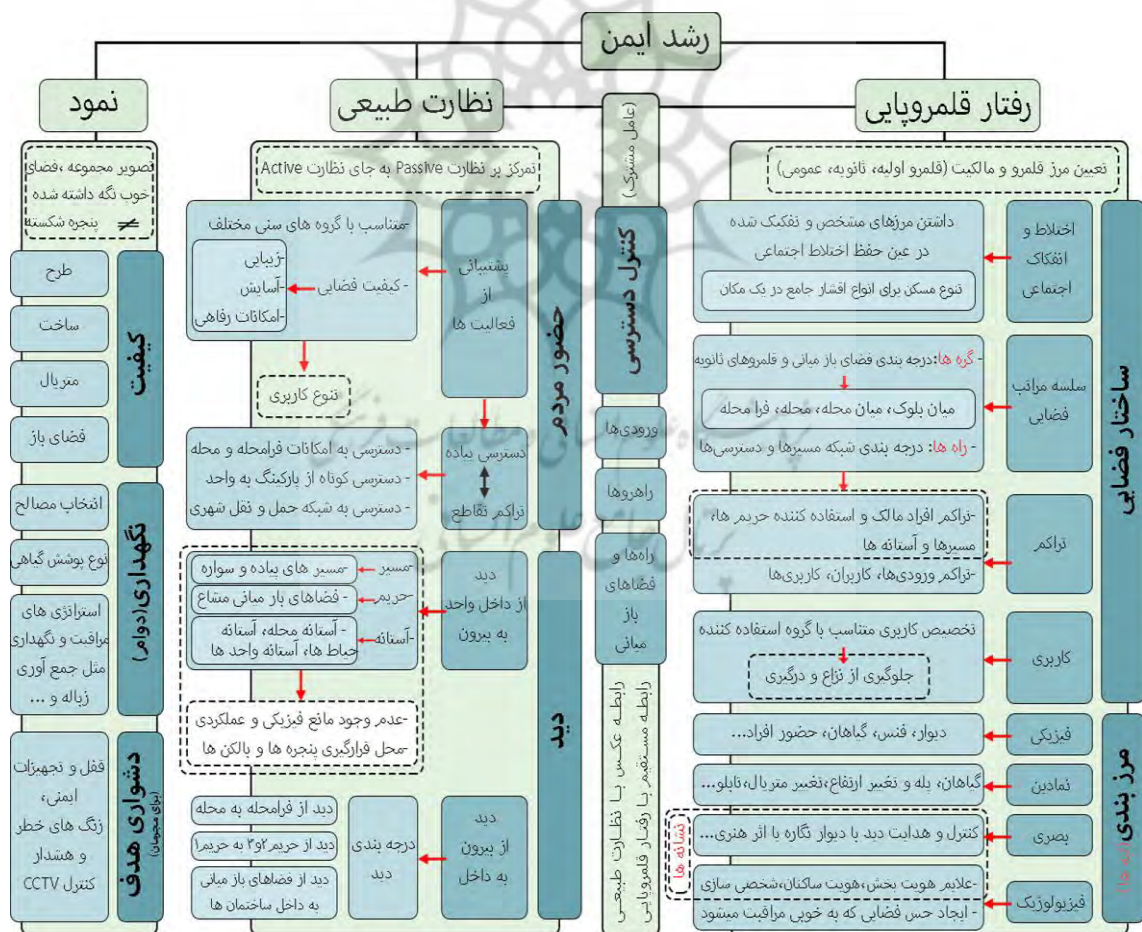 رشد ایمن
رفتار قلمروپایی
تعیین مرز قلمرو و مالکیت (قلمرو اولیه، ثانویه، عمومی)
ساختار فضایی
اختلاط و
انفکاک
اجتماعی
داشتن مرزهای مشخص و تفکیک شده
در عین حفظ اختلاط اجتماعی
تنوع مسکن برای انواع اقشار جامع در یک مکان
سلسه مراتب
فضایی
- گره ها: درجه بندی فضای باز میانی و قلمروهای ثانویه
میان بلوک، میان محله، محله، فرا محله
- راه ها: درجه بندی شبکه مسیرها و دسترسی‌ها
تراکم
-تراکم افراد مالک و استفاده کننده حریم ها،
مسیرها و آستانه ها
-تراکم ورودی‌ها، کاربران، کاربری‌ها
کاربری
تخصیص کاربری متناسب با گروه استفاده کننده
جلوگیری از نزاع و درگیری
مرز بندی
فیزیکی
دیوار، فنس، گیاهان، حضور افراد...
نمادین
گیاهان، پله و تغییر ارتفاع،تغییر متریال،تابلو...
بصری
کنترل و هدایت دید با دیوار نگاره یا اثر هنری...
نشانه ها
فیزیولوژیک
-علایم هویت بخش،هویت ساکنان،شخصی سازی
- ایجاد حس فضایی که به خوبی مراقبت میشود
(عامل مشترک)
کنترل دسترسی
ورودی‌ها
راهروها
راه‌ها و
فضاهای
باز
میانی
رابطه عکس با نظارت طبیعی
رابطه مستقیم با رفتار قلمروپایی
نظارت طبیعی
تمرکز بر نظارت Passive به جای نظارت Active
حضور مردم
پشتیبانی
از
فعالیت ها
-متناسب با گروه های سنی مختلف
- کیفیت فضایی
-زیبایی
-آسایش
-امکانات رفاهی
تنوع کاربری
دسترسی پیاده
تراکم تقاطع
- دسترسی به امکانات فرامحله و محله
- دسترسی کوتاه از پارکینگ به واحد
- دسترسی به شبکه حمل و نقل شهری
دید
دید
از داخل واحد
به بیرون
-مسیر
-مسیر های پیاده و سواره
-حریم
- فضاهای باز میانی مشاع
-آستانه
- آستانه محله، آستانه
حیاط ها، آستانه واحد ها
-عدم وجود مانع فیزیکی و عملکردی
-محل قرارگیری پنجره ها و بالکن ها
دید
از بیرون
به داخل
درجه بندی
دید
دید از فرامحله به محله
دید از حریم۲و۳ به حریم۱
دید از فضاهای باز میانی
به داخل ساختمان ها
نمود
تصویر مجموعه ،فضای
خوب نگه داشته شده
≠ پنجره شکسته
کیفیت
طرح
ساخت
متریال
فضای باز
نگهداری(دوام)
انتخاب مصالح
نوع پوشش گیاهی
استراتژی های
مراقبت و نگهداری
مثل جمع آوری
زباله و ...
دشواری هدف
(برای مجرمان)
قفل و تجهیزات
ایمنی،
زنگ های خطر
و هشدار
کنترل CCTV